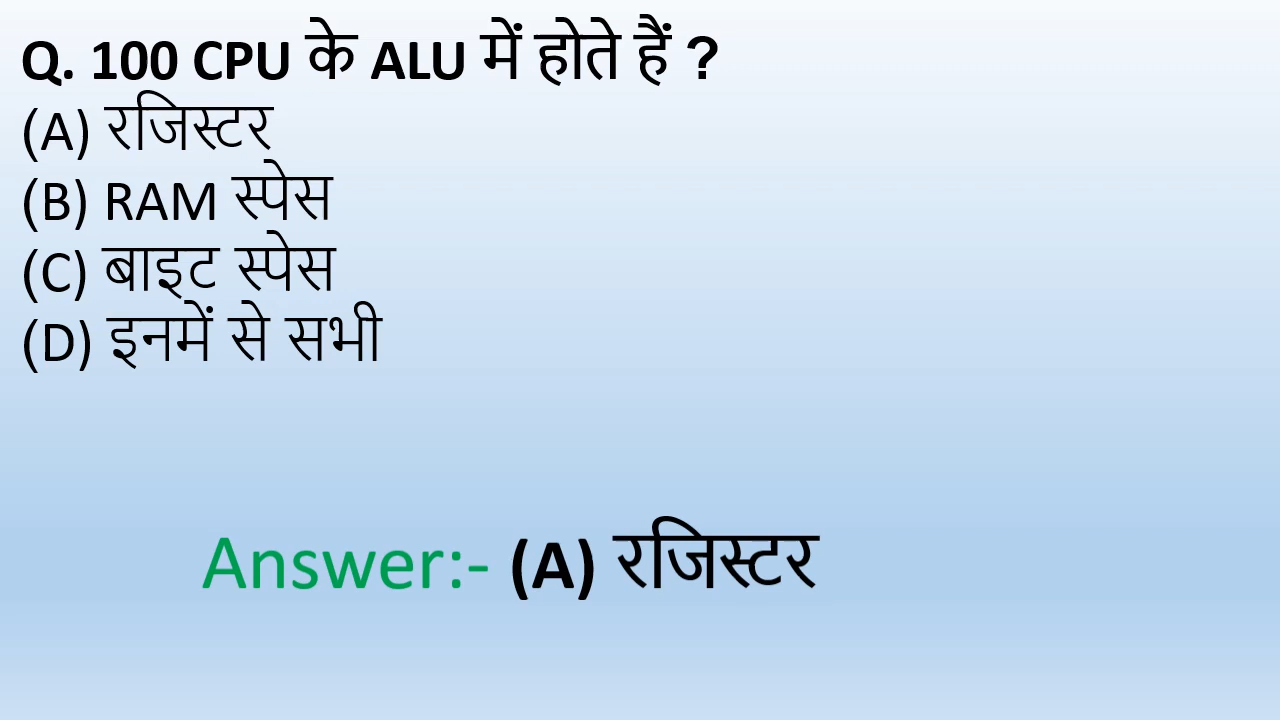 Q. 100 CPU के ALU में होते हैं ?
(A) रजिस्टर
(B) RAM स्पेस
(C) बाइट स्पेस
(D) इनमें से सभी
Answer:- (A) रजिस्टर